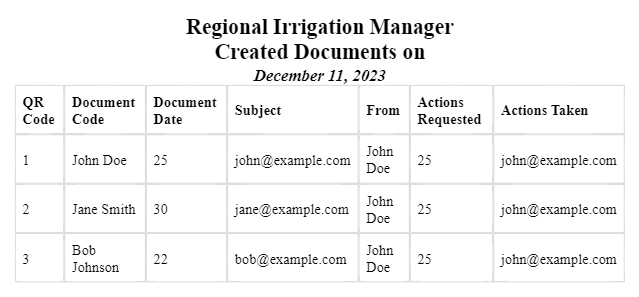 Regional Irrigation Manager
Created Documents on
December 11, 2023
QR Code Document Code Document Date Subject From Actions Requested Actions Taken
1 John Doe 25 john@example.com John Doe 25 john@example.com
2 Jane Smith 30 jane@example.com John Doe 25 john@example.com
3 Bob Johnson 22 bob@example.com John Doe 25 john@example.com